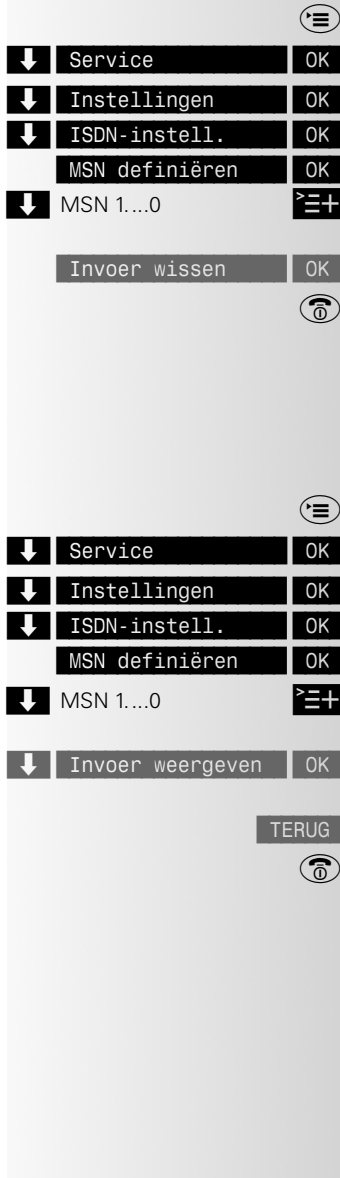 Service OK
Instellingen OK
ISDN-instell. OK
MSN definiëren OK
MSN 1....0
Invoer wissen OK
Service OK
Instellingen OK
ISDN-instell. OK
MSN definiëren OK
MSN 1....0
Invoer weergeven OK
TERUG